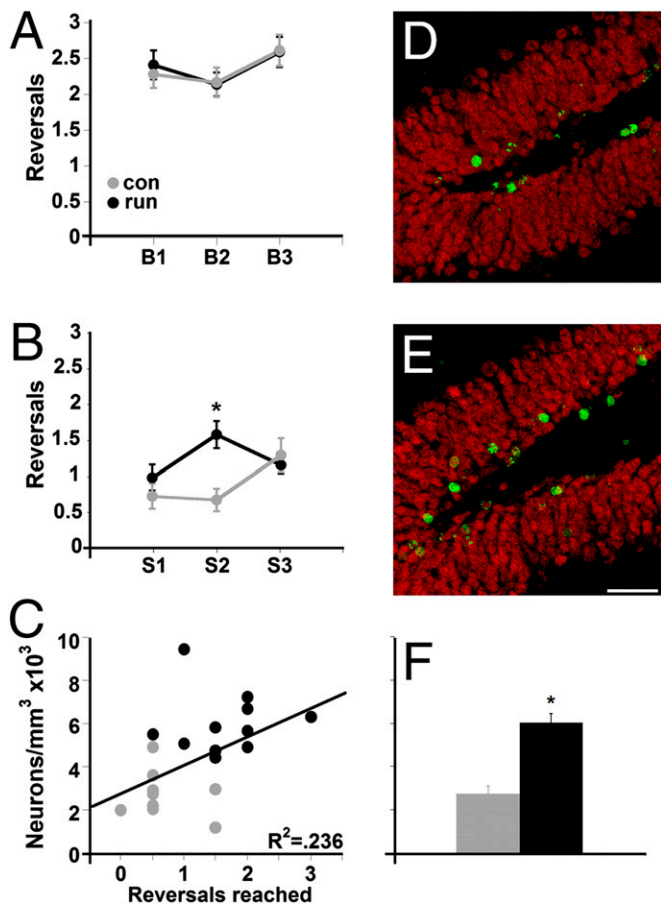 A
3
2.5
2
1.5
1
0.5
0
Reversals
con
run
B1 B2 B3
B
3
2.5
2
1.5
1
0.5
0
Reversals
*
S1 S2 S3
C
10
8
6
4
2
0
Neurons/mm³ x10³
R²=.236
0 1 2 3
Reversals reached
D
E
F
*